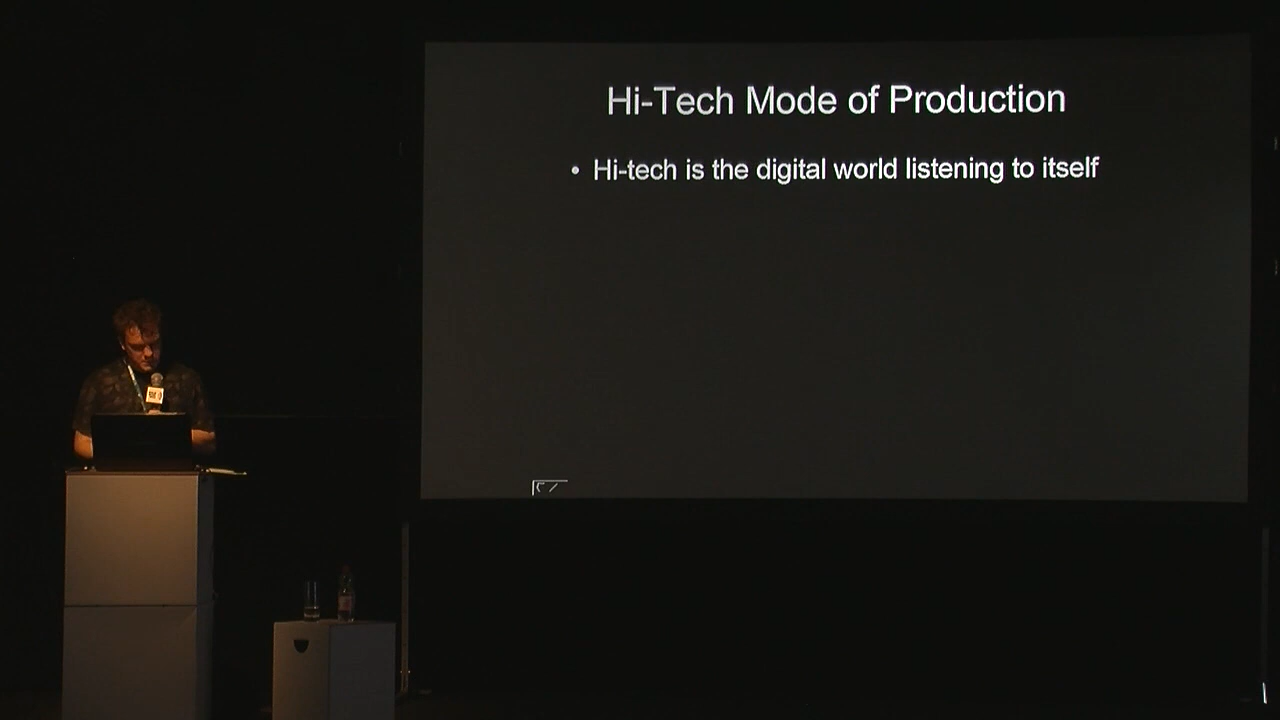 Hi-Tech Mode of Production
• Hi-tech is the digital world listening to itself